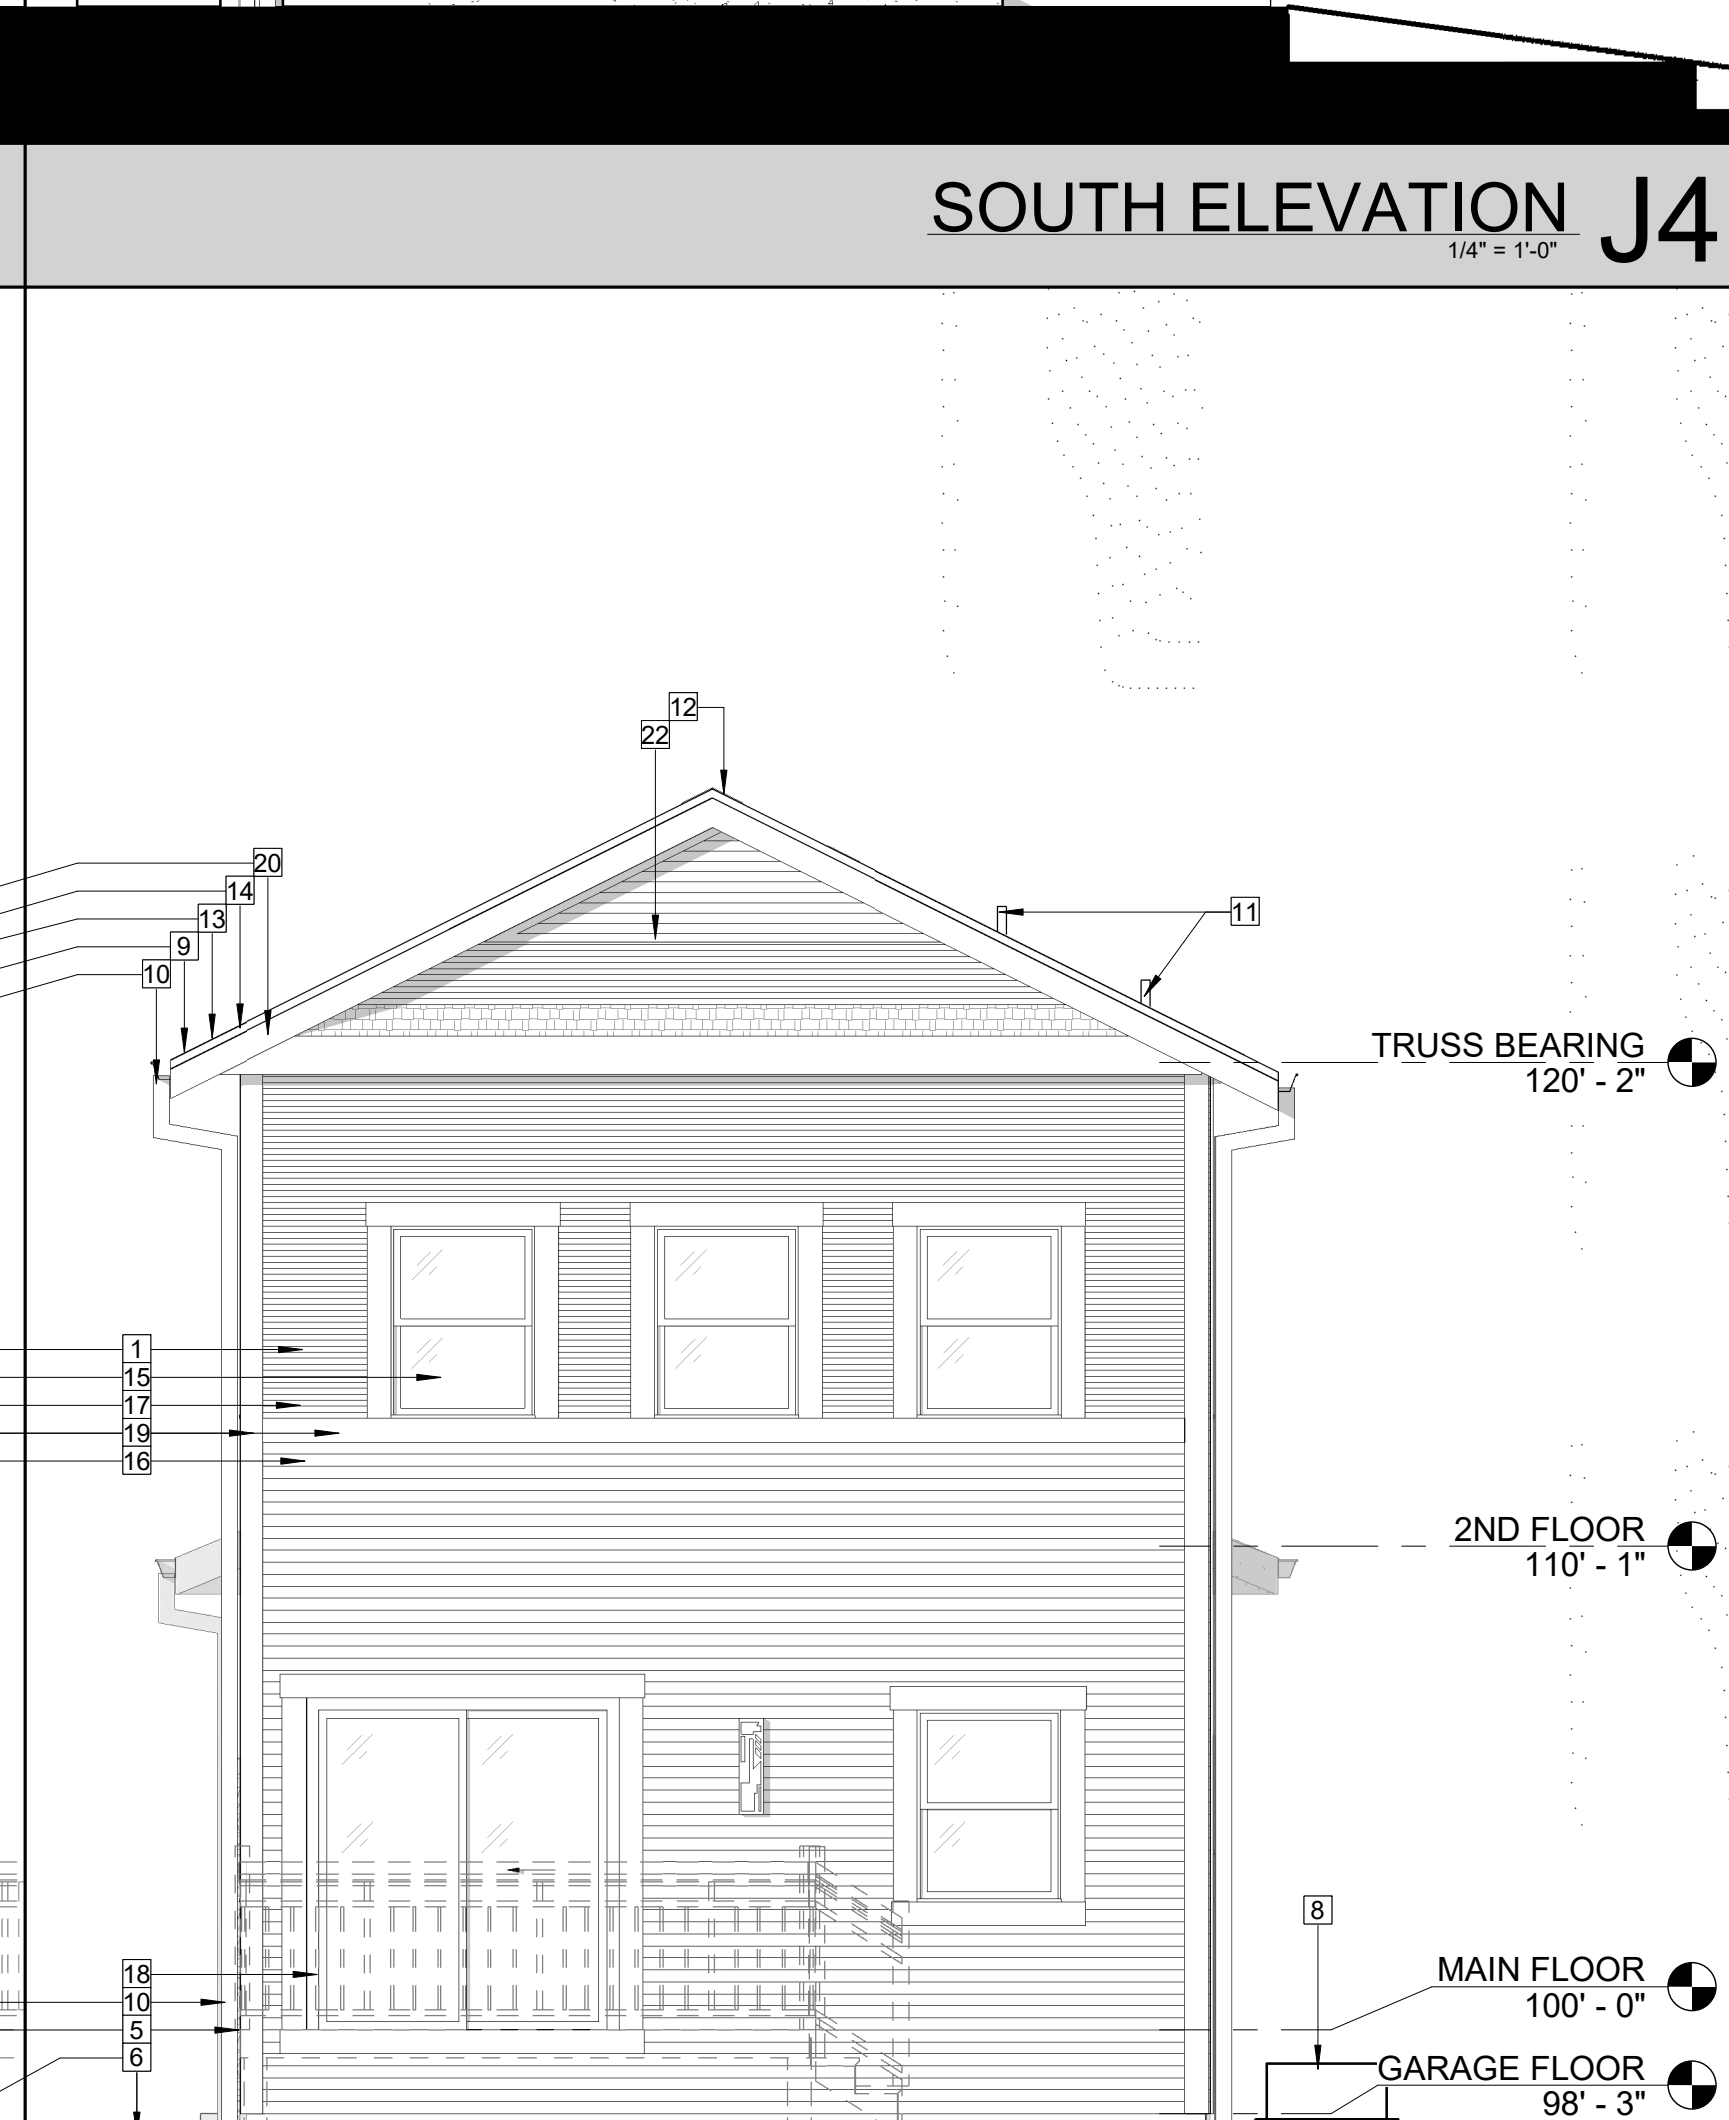 SOUTH ELEVATION J4
1/4" = 1'-0"
12
22
20
14
13
9
10
11
TRUSS BEARING
120' - 2"
1
15
17
19
16
2ND FLOOR
110' - 1"
8
18
10
5
6
MAIN FLOOR
100' - 0"
GARAGE FLOOR
98' - 3"